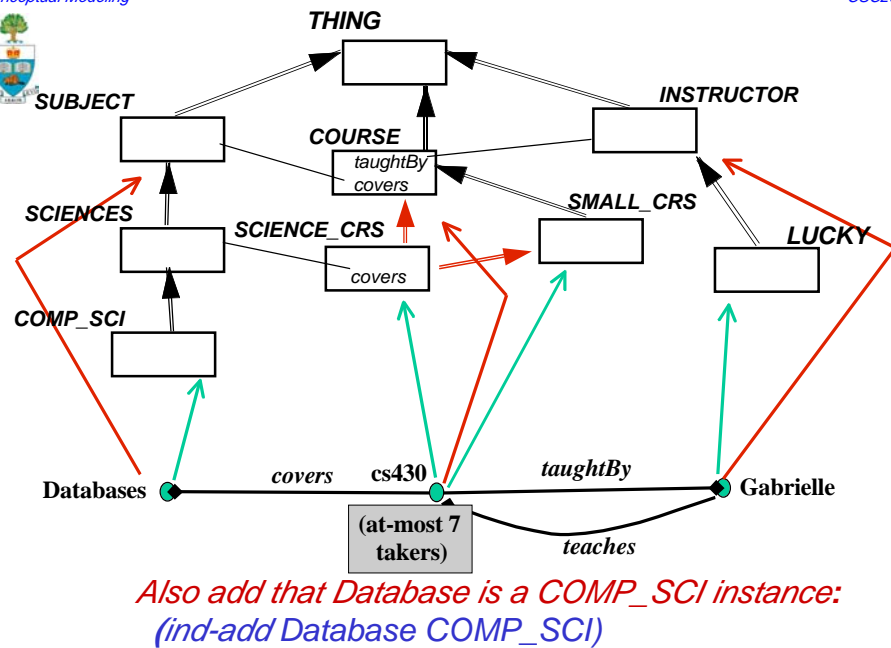 THING
SUBJECT
INSTRUCTOR
COURSE
taughtBy
covers
SCIENCES
SCIENCE_CRS
SMALL_CRS
LUCKY
covers
COMP_SCI
Databases
covers
cs430
taughtBy
Gabrielle
(at-most 7
takers)
teaches
Also add that Database is a COMP_SCI instance:
(ind-add Database COMP_SCI)